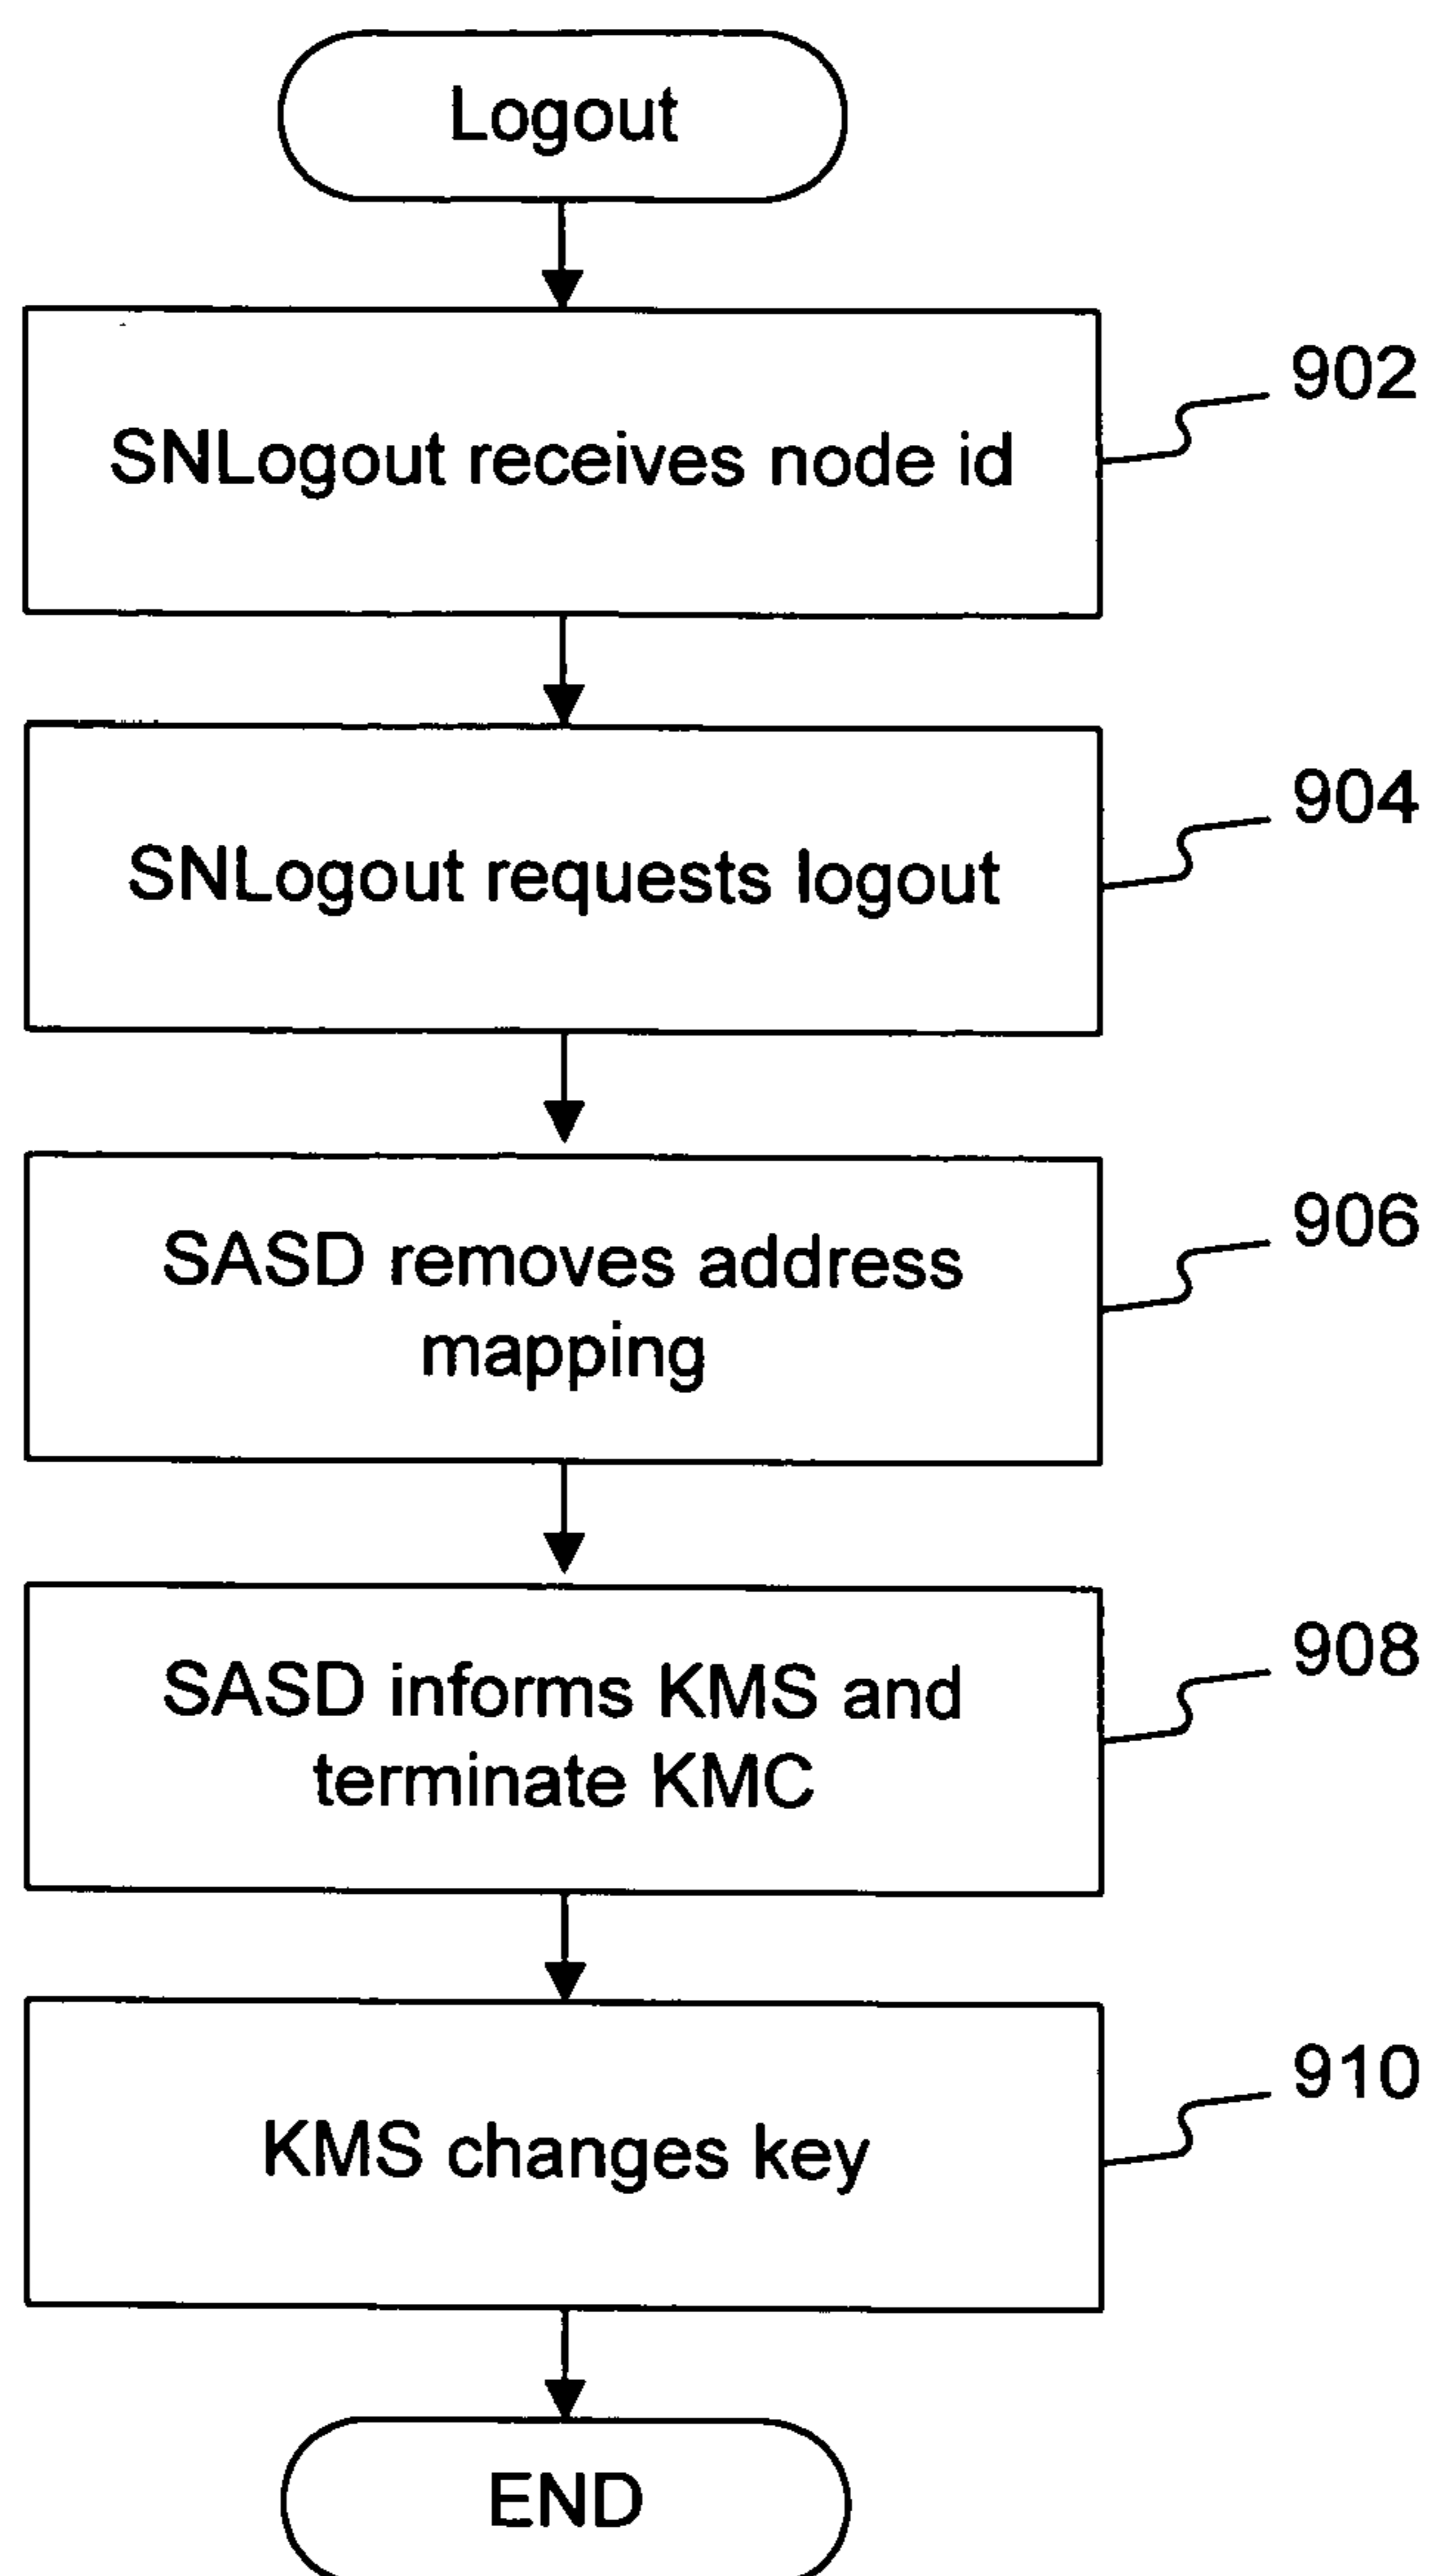 Logout
SNLogout receives node id
902
SNLogout requests logout
904
SASD removes address
mapping
906
SASD informs KMS and
terminate KMC
908
KMS changes key
910
END